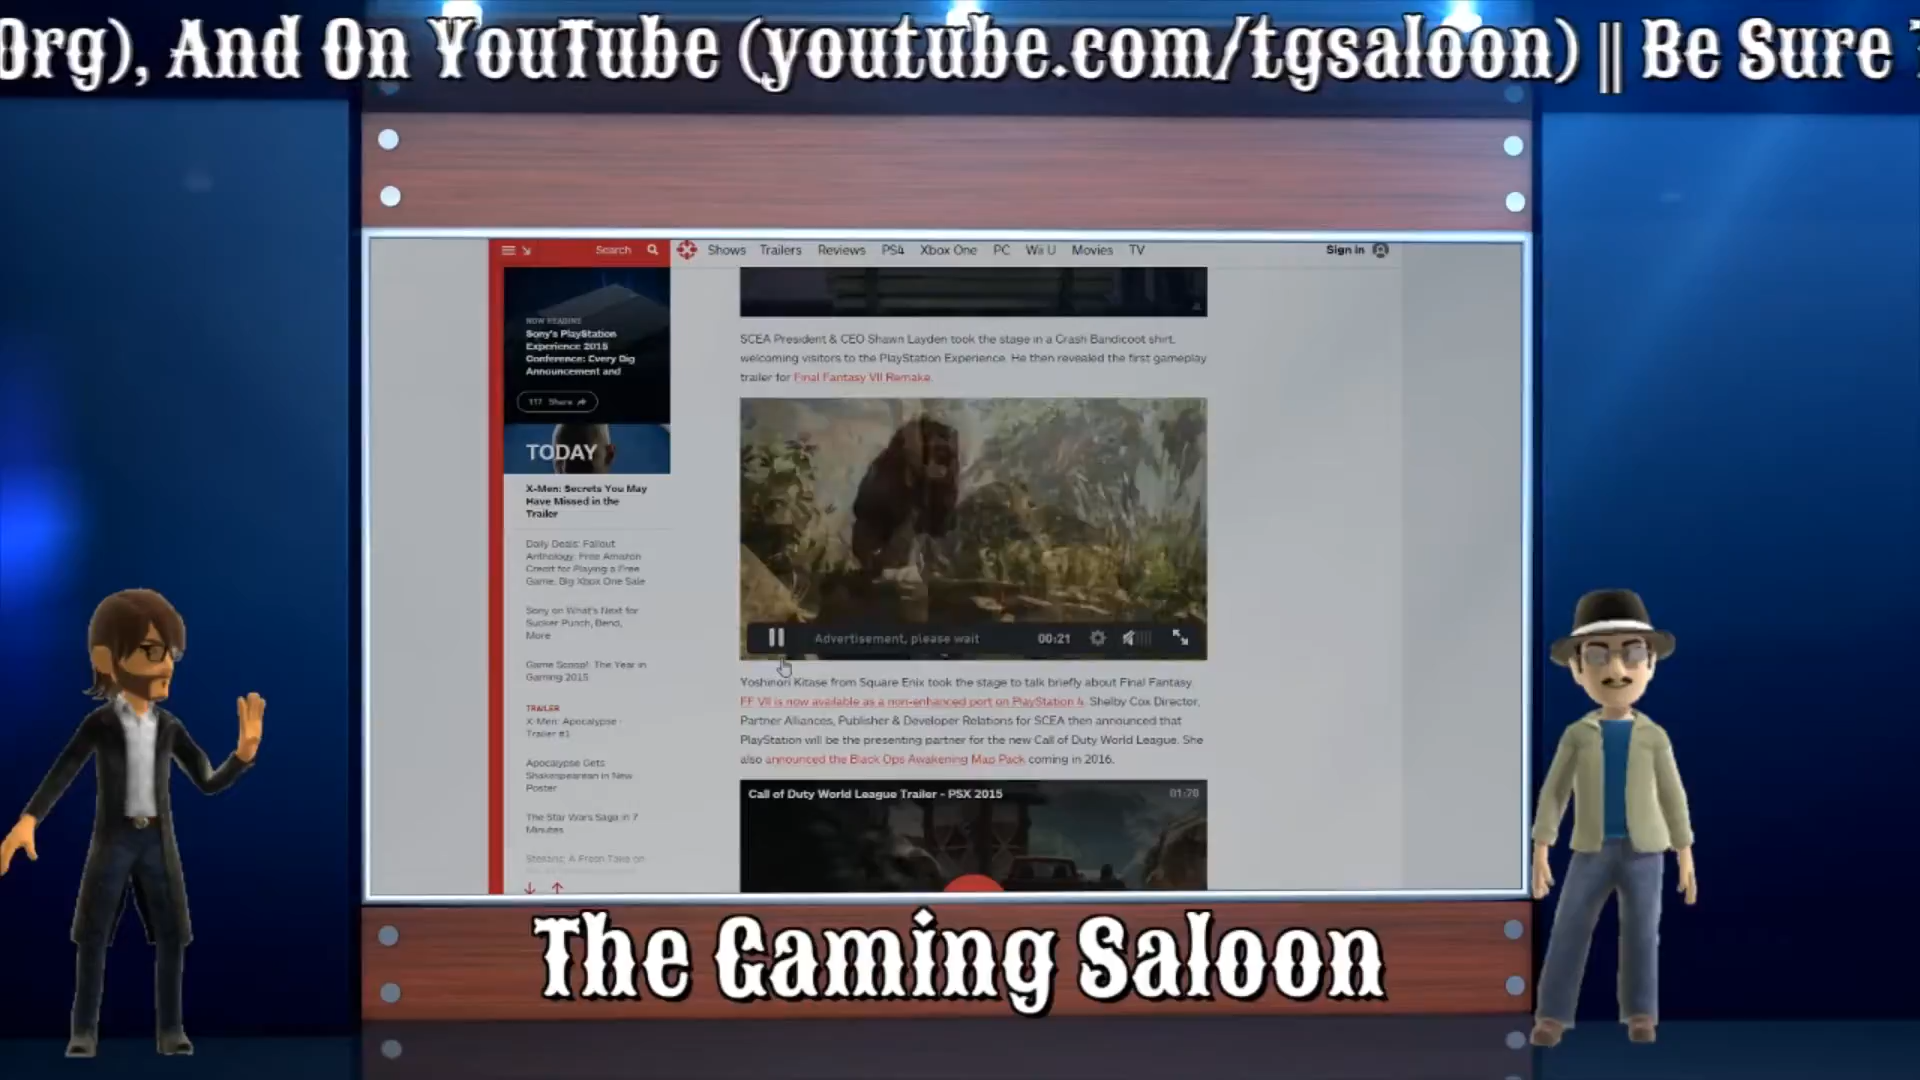 Org), And On YouTube (youtube.com/tgsaloon) || Be Sure
Search
Shows Trailers Reviews PS4 Xbox One PC Wii U Movies TV
Sign in
NOW READING
Sony's PlayStation
Experience 2015
Conference: Every Big
Announcement and
117 Share
TODAY
X-Men: Secrets You May
Have Missed in the
Trailer
Daily Deals: Fallout
Anthology, Free Amazon
Credit for Playing a Free
Game, Big Xbox One Sale
Sony on What's Next for
Sucker Punch, Bend,
More
Game Scoop!: The Year in
Gaming 2015
TRAILER
X-Men: Apocalypse -
Trailer #1
Apocalypse Gets
Shakespearean in New
Poster
The Star Wars Saga in 7
Minutes
A Fresh Take on
SCEA President & CEO Shawn Layden took the stage in a Crash Bandicoot shirt,
welcoming visitors to the PlayStation Experience. He then revealed the first gameplay
trailer for Final Fantasy VII Remake.
Advertisement, please wait 00:21
Yoshinori Kitase from Square Enix took the stage to talk briefly about Final Fantasy.
FF VII is now available as a non-enhanced port on PlayStation 4. Shelby Cox Director,
Partner Alliances, Publisher & Developer Relations for SCEA then announced that
PlayStation will be the presenting partner for the new Call of Duty World League. She
also announced the Black Ops Awakening Map Pack coming in 2016.
Call of Duty World League Trailer - PSX 2015 01:70
The Gaming Saloon